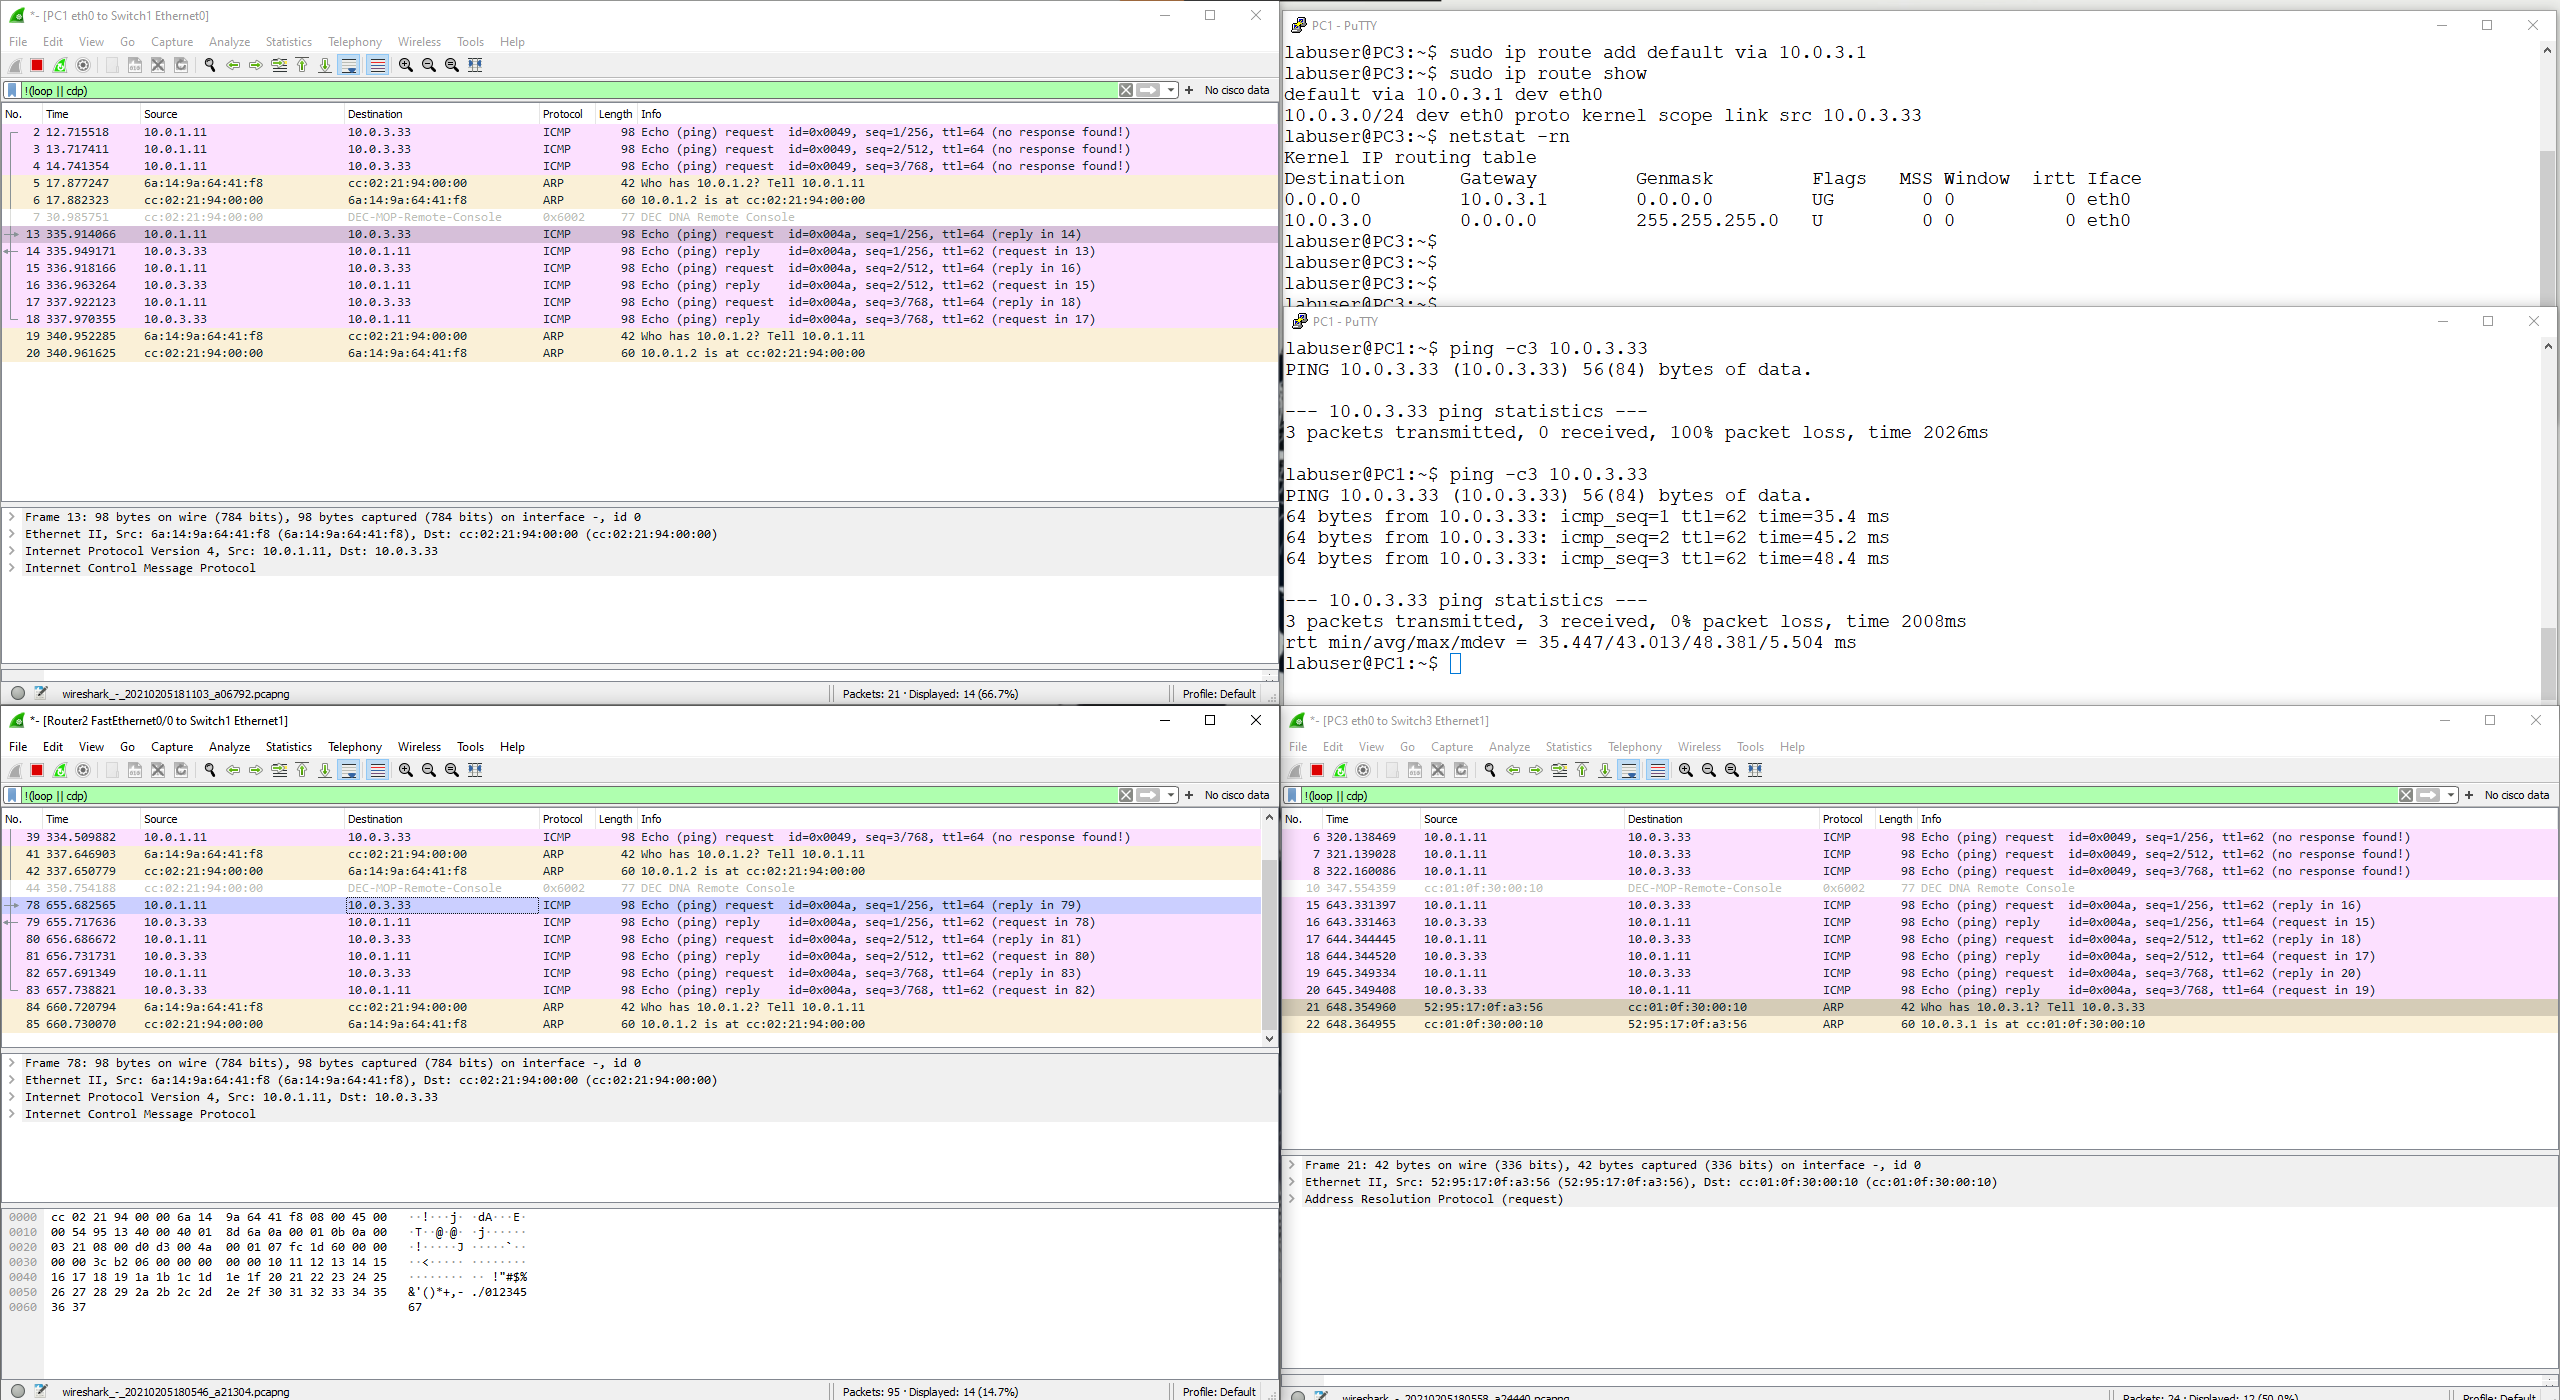 *- [PC1 eth0 to Switch1 Ethernet0]
File Edit View Go Capture Analyze Statistics Telephony Wireless Tools Help
!(loop || cdp) + No cisco data
No. Time Source Destination Protocol Length Info
2 12.715518 10.0.1.11 10.0.3.33 ICMP 98 Echo (ping) request id=0x0049, seq=1/256, ttl=64 (no response found!)
3 13.717411 10.0.1.11 10.0.3.33 ICMP 98 Echo (ping) request id=0x0049, seq=2/512, ttl=64 (no response found!)
4 14.741354 10.0.1.11 10.0.3.33 ICMP 98 Echo (ping) request id=0x0049, seq=3/768, ttl=64 (no response found!)
5 17.877247 6a:14:9a:64:41:f8 cc:02:21:94:00:00 ARP 42 Who has 10.0.1.2? Tell 10.0.1.11
6 17.882323 cc:02:21:94:00:00 6a:14:9a:64:41:f8 ARP 60 10.0.1.2 is at cc:02:21:94:00:00
7 30.985751 cc:02:21:94:00:00 DEC-MOP-Remote-Console 0x6002 77 DEC DNA Remote Console
13 335.914066 10.0.1.11 10.0.3.33 ICMP 98 Echo (ping) request id=0x004a, seq=1/256, ttl=64 (reply in 14)
14 335.949171 10.0.3.33 10.0.1.11 ICMP 98 Echo (ping) reply id=0x004a, seq=1/256, ttl=62 (request in 13)
15 336.918166 10.0.1.11 10.0.3.33 ICMP 98 Echo (ping) request id=0x004a, seq=2/512, ttl=64 (reply in 16)
16 336.963264 10.0.3.33 10.0.1.11 ICMP 98 Echo (ping) reply id=0x004a, seq=2/512, ttl=62 (request in 15)
17 337.922123 10.0.1.11 10.0.3.33 ICMP 98 Echo (ping) request id=0x004a, seq=3/768, ttl=64 (reply in 18)
18 337.970355 10.0.3.33 10.0.1.11 ICMP 98 Echo (ping) reply id=0x004a, seq=3/768, ttl=62 (request in 17)
19 340.952285 6a:14:9a:64:41:f8 cc:02:21:94:00:00 ARP 42 Who has 10.0.1.2? Tell 10.0.1.11
20 340.961625 cc:02:21:94:00:00 6a:14:9a:64:41:f8 ARP 60 10.0.1.2 is at cc:02:21:94:00:00
Frame 13: 98 bytes on wire (784 bits), 98 bytes captured (784 bits) on interface -, id 0
Ethernet II, Src: 6a:14:9a:64:41:f8 (6a:14:9a:64:41:f8), Dst: cc:02:21:94:00:00 (cc:02:21:94:00:00)
Internet Protocol Version 4, Src: 10.0.1.11, Dst: 10.0.3.33
Internet Control Message Protocol
wireshark_-_20210205181103_a06792.pcapng Packets: 21 · Displayed: 14 (66.7%) Profile: Default
PC1 - PuTTY
labuser@PC3:~$ sudo ip route add default via 10.0.3.1
labuser@PC3:~$ sudo ip route show
default via 10.0.3.1 dev eth0
10.0.3.0/24 dev eth0 proto kernel scope link src 10.0.3.33
labuser@PC3:~$ netstat -rn
Kernel IP routing table
Destination Gateway Genmask Flags MSS Window irtt Iface
0.0.0.0 10.0.3.1 0.0.0.0 UG 0 0 0 eth0
10.0.3.0 0.0.0.0 255.255.255.0 U 0 0 0 eth0
labuser@PC3:~$
labuser@PC3:~$
labuser@PC3:~$
labuser@PC3:~$
PC1 - PuTTY
labuser@PC1:~$ ping -c3 10.0.3.33
PING 10.0.3.33 (10.0.3.33) 56(84) bytes of data.
--- 10.0.3.33 ping statistics ---
3 packets transmitted, 0 received, 100% packet loss, time 2026ms
labuser@PC1:~$ ping -c3 10.0.3.33
PING 10.0.3.33 (10.0.3.33) 56(84) bytes of data.
64 bytes from 10.0.3.33: icmp_seq=1 ttl=62 time=35.4 ms
64 bytes from 10.0.3.33: icmp_seq=2 ttl=62 time=45.2 ms
64 bytes from 10.0.3.33: icmp_seq=3 ttl=62 time=48.4 ms
--- 10.0.3.33 ping statistics ---
3 packets transmitted, 3 received, 0% packet loss, time 2008ms
rtt min/avg/max/mdev = 35.447/43.013/48.381/5.504 ms
labuser@PC1:~$
*- [Router2 FastEthernet0/0 to Switch1 Ethernet1]
File Edit View Go Capture Analyze Statistics Telephony Wireless Tools Help
!(loop || cdp) + No cisco data
No. Time Source Destination Protocol Length Info
39 334.509882 10.0.1.11 10.0.3.33 ICMP 98 Echo (ping) request id=0x0049, seq=3/768, ttl=64 (no response found!)
41 337.646903 6a:14:9a:64:41:f8 cc:02:21:94:00:00 ARP 42 Who has 10.0.1.2? Tell 10.0.1.11
42 337.650779 cc:02:21:94:00:00 6a:14:9a:64:41:f8 ARP 60 10.0.1.2 is at cc:02:21:94:00:00
44 350.754188 cc:02:21:94:00:00 DEC-MOP-Remote-Console 0x6002 77 DEC DNA Remote Console
78 655.682565 10.0.1.11 10.0.3.33 ICMP 98 Echo (ping) request id=0x004a, seq=1/256, ttl=64 (reply in 79)
79 655.717636 10.0.3.33 10.0.1.11 ICMP 98 Echo (ping) reply id=0x004a, seq=1/256, ttl=62 (request in 78)
80 656.686672 10.0.1.11 10.0.3.33 ICMP 98 Echo (ping) request id=0x004a, seq=2/512, ttl=64 (reply in 81)
81 656.731731 10.0.3.33 10.0.1.11 ICMP 98 Echo (ping) reply id=0x004a, seq=2/512, ttl=62 (request in 80)
82 657.691349 10.0.1.11 10.0.3.33 ICMP 98 Echo (ping) request id=0x004a, seq=3/768, ttl=64 (reply in 83)
83 657.738821 10.0.3.33 10.0.1.11 ICMP 98 Echo (ping) reply id=0x004a, seq=3/768, ttl=62 (request in 82)
84 660.720794 6a:14:9a:64:41:f8 cc:02:21:94:00:00 ARP 42 Who has 10.0.1.2? Tell 10.0.1.11
85 660.730070 cc:02:21:94:00:00 6a:14:9a:64:41:f8 ARP 60 10.0.1.2 is at cc:02:21:94:00:00
Frame 78: 98 bytes on wire (784 bits), 98 bytes captured (784 bits) on interface -, id 0
Ethernet II, Src: 6a:14:9a:64:41:f8 (6a:14:9a:64:41:f8), Dst: cc:02:21:94:00:00 (cc:02:21:94:00:00)
Internet Protocol Version 4, Src: 10.0.1.11, Dst: 10.0.3.33
Internet Control Message Protocol
0000 cc 02 21 94 00 00 6a 14 9a 64 41 f8 08 00 45 00 ··!···j· ·dA···E·
0010 00 54 95 13 40 00 40 01 8d 6a 0a 00 01 0b 0a 00 ·T··@·@· ·j······
0020 03 21 08 00 d0 d3 00 4a 00 01 07 fc 1d 60 00 00 ·!·····J ·····`··
0030 00 00 3c b2 06 00 00 00 00 00 10 11 12 13 14 15 ··<····· ········
0040 16 17 18 19 1a 1b 1c 1d 1e 1f 20 21 22 23 24 25 ········ ·· !"#$%
0050 26 27 28 29 2a 2b 2c 2d 2e 2f 30 31 32 33 34 35 &'()*+,- ./012345
0060 36 37 67
wireshark_-_20210205180546_a21304.pcapng Packets: 95 · Displayed: 14 (14.7%) Profile: Default
*- [PC3 eth0 to Switch3 Ethernet1]
File Edit View Go Capture Analyze Statistics Telephony Wireless Tools Help
!(loop || cdp) + No cisco data
No. Time Source Destination Protocol Length Info
6 320.138469 10.0.1.11 10.0.3.33 ICMP 98 Echo (ping) request id=0x0049, seq=1/256, ttl=62 (no response found!)
7 321.139028 10.0.1.11 10.0.3.33 ICMP 98 Echo (ping) request id=0x0049, seq=2/512, ttl=62 (no response found!)
8 322.160086 10.0.1.11 10.0.3.33 ICMP 98 Echo (ping) request id=0x0049, seq=3/768, ttl=62 (no response found!)
10 347.554359 cc:01:0f:30:00:10 DEC-MOP-Remote-Console 0x6002 77 DEC DNA Remote Console
15 643.331397 10.0.1.11 10.0.3.33 ICMP 98 Echo (ping) request id=0x004a, seq=1/256, ttl=62 (reply in 16)
16 643.331463 10.0.3.33 10.0.1.11 ICMP 98 Echo (ping) reply id=0x004a, seq=1/256, ttl=64 (request in 15)
17 644.344445 10.0.1.11 10.0.3.33 ICMP 98 Echo (ping) request id=0x004a, seq=2/512, ttl=62 (reply in 18)
18 644.344520 10.0.3.33 10.0.1.11 ICMP 98 Echo (ping) reply id=0x004a, seq=2/512, ttl=64 (request in 17)
19 645.349334 10.0.1.11 10.0.3.33 ICMP 98 Echo (ping) request id=0x004a, seq=3/768, ttl=62 (reply in 20)
20 645.349408 10.0.3.33 10.0.1.11 ICMP 98 Echo (ping) reply id=0x004a, seq=3/768, ttl=64 (request in 19)
21 648.354960 52:95:17:0f:a3:56 cc:01:0f:30:00:10 ARP 42 Who has 10.0.3.1? Tell 10.0.3.33
22 648.364955 cc:01:0f:30:00:10 52:95:17:0f:a3:56 ARP 60 10.0.3.1 is at cc:01:0f:30:00:10
Frame 21: 42 bytes on wire (336 bits), 42 bytes captured (336 bits) on interface -, id 0
Ethernet II, Src: 52:95:17:0f:a3:56 (52:95:17:0f:a3:56), Dst: cc:01:0f:30:00:10 (cc:01:0f:30:00:10)
Address Resolution Protocol (request)
wireshark_-_20210205180558_a24440.pcapng Packets: 24 · Displayed: 12 (50.0%) Profile: Default